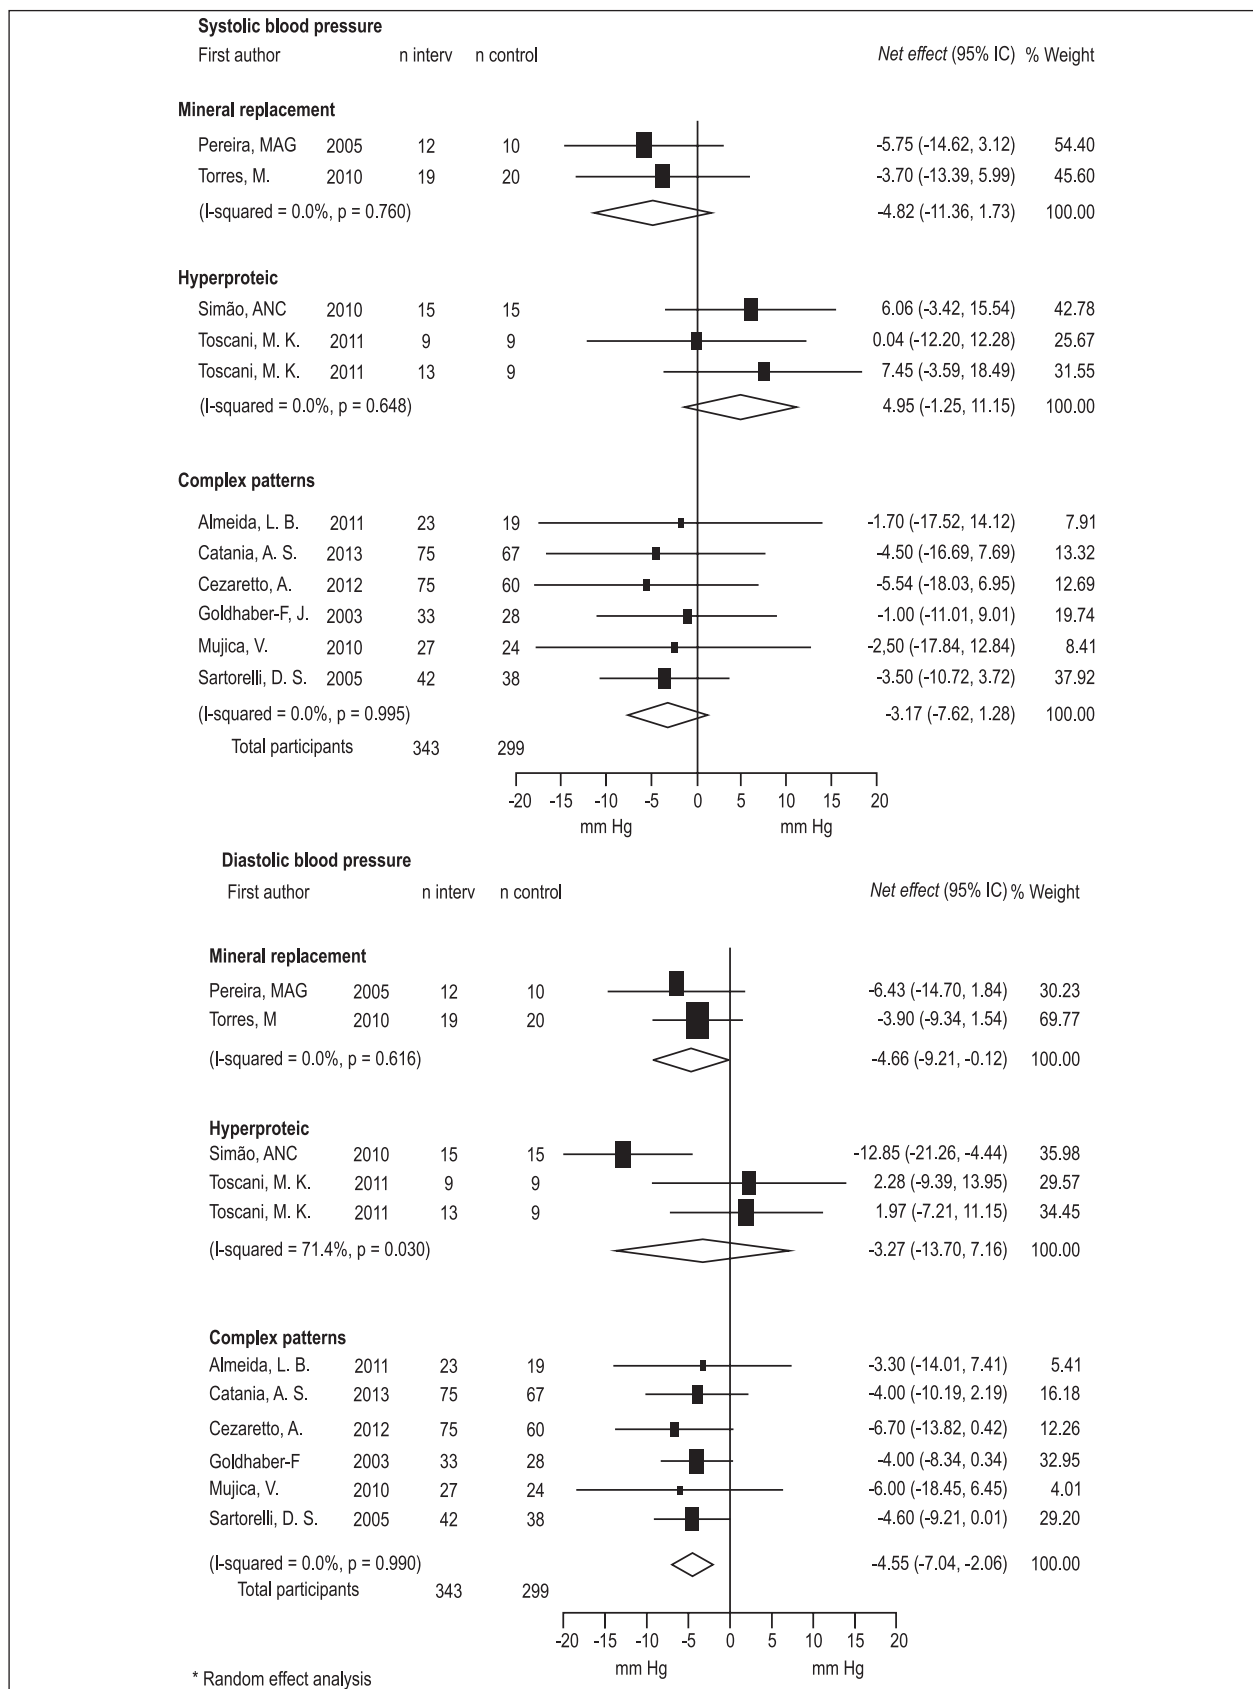 Systolic blood pressure
First author n interv n control Net effect (95% IC) % Weight
Mineral replacement
Pereira, MAG 2005 12 10 -5.75 (-14.62, 3.12) 54.40
Torres, M. 2010 19 20 -3.70 (-13.39, 5.99) 45.60
(I-squared = 0.0%, p = 0.760) -4.82 (-11.36, 1.73) 100.00
Hyperproteic
Simão, ANC 2010 15 15 6.06 (-3.42, 15.54) 42.78
Toscani, M. K. 2011 9 9 0.04 (-12.20, 12.28) 25.67
Toscani, M. K. 2011 13 9 7.45 (-3.59, 18.49) 31.55
(I-squared = 0.0%, p = 0.648) 4.95 (-1.25, 11.15) 100.00
Complex patterns
Almeida, L. B. 2011 23 19 -1.70 (-17.52, 14.12) 7.91
Catania, A. S. 2013 75 67 -4.50 (-16.69, 7.69) 13.32
Cezaretto, A. 2012 75 60 -5.54 (-18.03, 6.95) 12.69
Goldhaber-F, J. 2003 33 28 -1.00 (-11.01, 9.01) 19.74
Mujica, V. 2010 27 24 -2,50 (-17.84, 12.84) 8.41
Sartorelli, D. S. 2005 42 38 -3.50 (-10.72, 3.72) 37.92
(I-squared = 0.0%, p = 0.995) -3.17 (-7.62, 1.28) 100.00
Total participants 343 299
-20 -15 -10 -5 0 5 10 15 20
mm Hg mm Hg
Diastolic blood pressure
First author n interv n control Net effect (95% IC) % Weight
Mineral replacement
Pereira, MAG 2005 12 10 -6.43 (-14.70, 1.84) 30.23
Torres, M 2010 19 20 -3.90 (-9.34, 1.54) 69.77
(I-squared = 0.0%, p = 0.616) -4.66 (-9.21, -0.12) 100.00
Hyperproteic
Simão, ANC 2010 15 15 -12.85 (-21.26, -4.44) 35.98
Toscani, M. K. 2011 9 9 2.28 (-9.39, 13.95) 29.57
Toscani, M. K. 2011 13 9 1.97 (-7.21, 11.15) 34.45
(I-squared = 71.4%, p = 0.030) -3.27 (-13.70, 7.16) 100.00
Complex patterns
Almeida, L. B. 2011 23 19 -3.30 (-14.01, 7.41) 5.41
Catania, A. S. 2013 75 67 -4.00 (-10.19, 2.19) 16.18
Cezaretto, A. 2012 75 60 -6.70 (-13.82, 0.42) 12.26
Goldhaber-F 2003 33 28 -4.00 (-8.34, 0.34) 32.95
Mujica, V. 2010 27 24 -6.00 (-18.45, 6.45) 4.01
Sartorelli, D. S. 2005 42 38 -4.60 (-9.21, 0.01) 29.20
(I-squared = 0.0%, p = 0.990) -4.55 (-7.04, -2.06) 100.00
Total participants 343 299
-20 -15 -10 -5 0 5 10 15 20
mm Hg mm Hg
* Random effect analysis